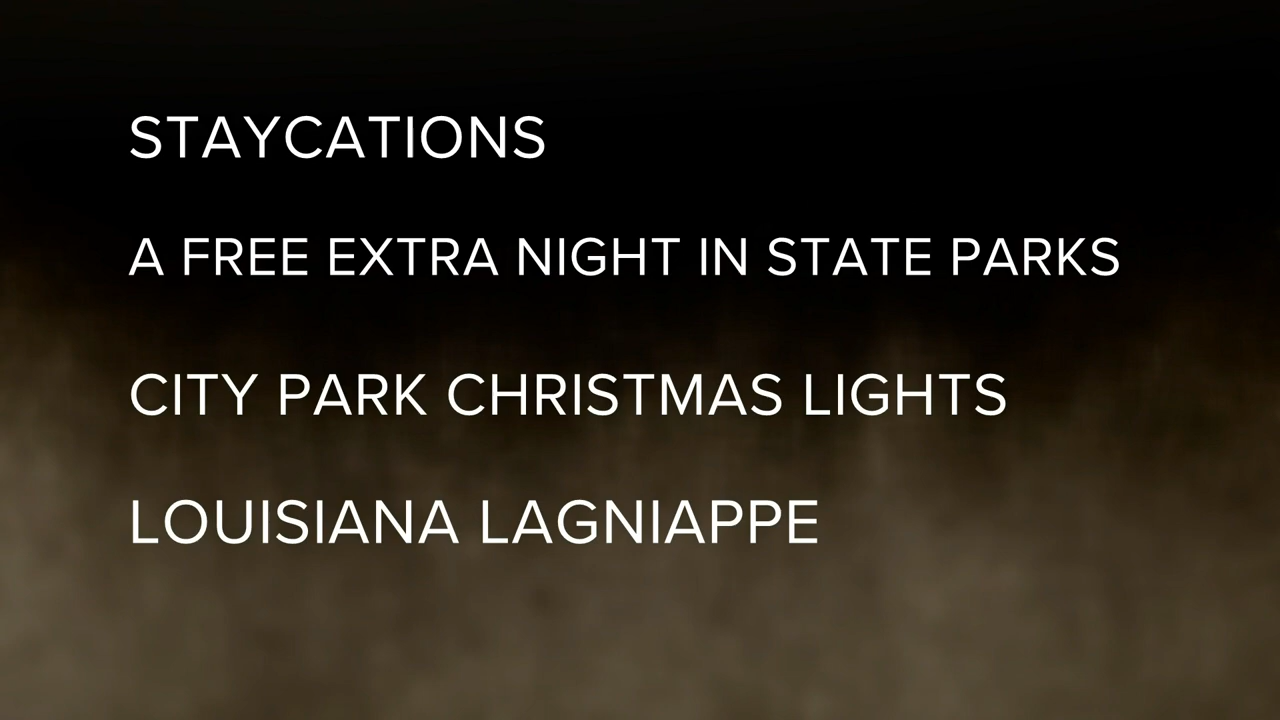 STAYCATIONS
A FREE EXTRA NIGHT IN STATE PARKS
CITY PARK CHRISTMAS LIGHTS
LOUISIANA LAGNIAPPE